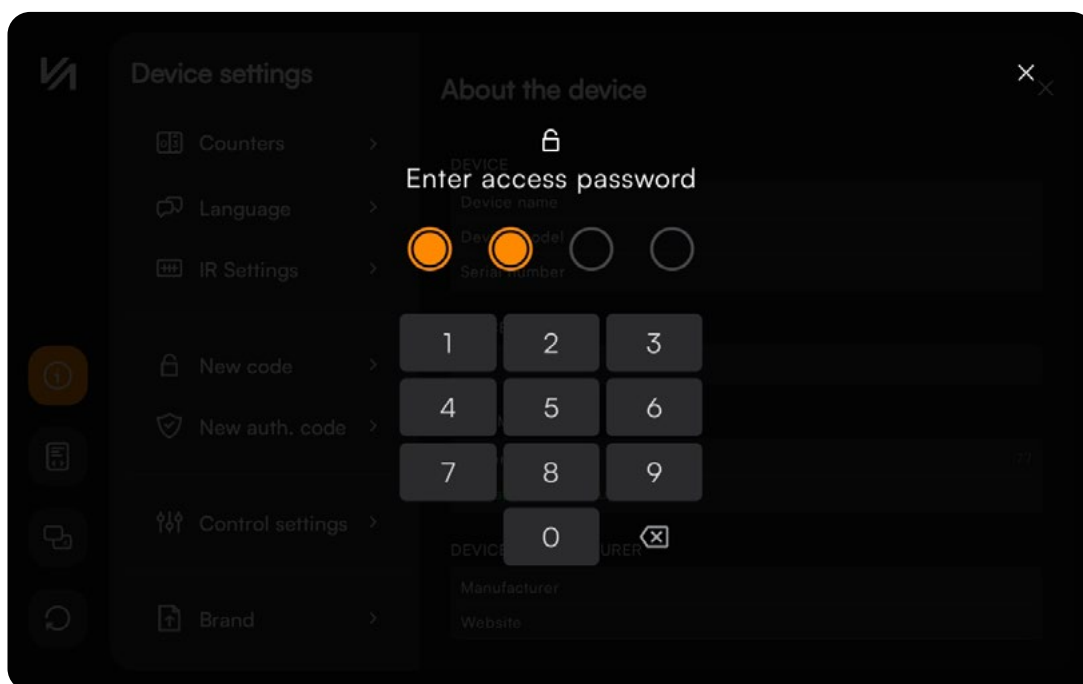 Device settings
About the device
Counters
Language
IR Settings
New code
New auth. code
Control settings
Brand
Enter access password
DEVICE
Device name
Serial number
1 2 3
4 5 6
7 8 9
0
Manufacturer
Website